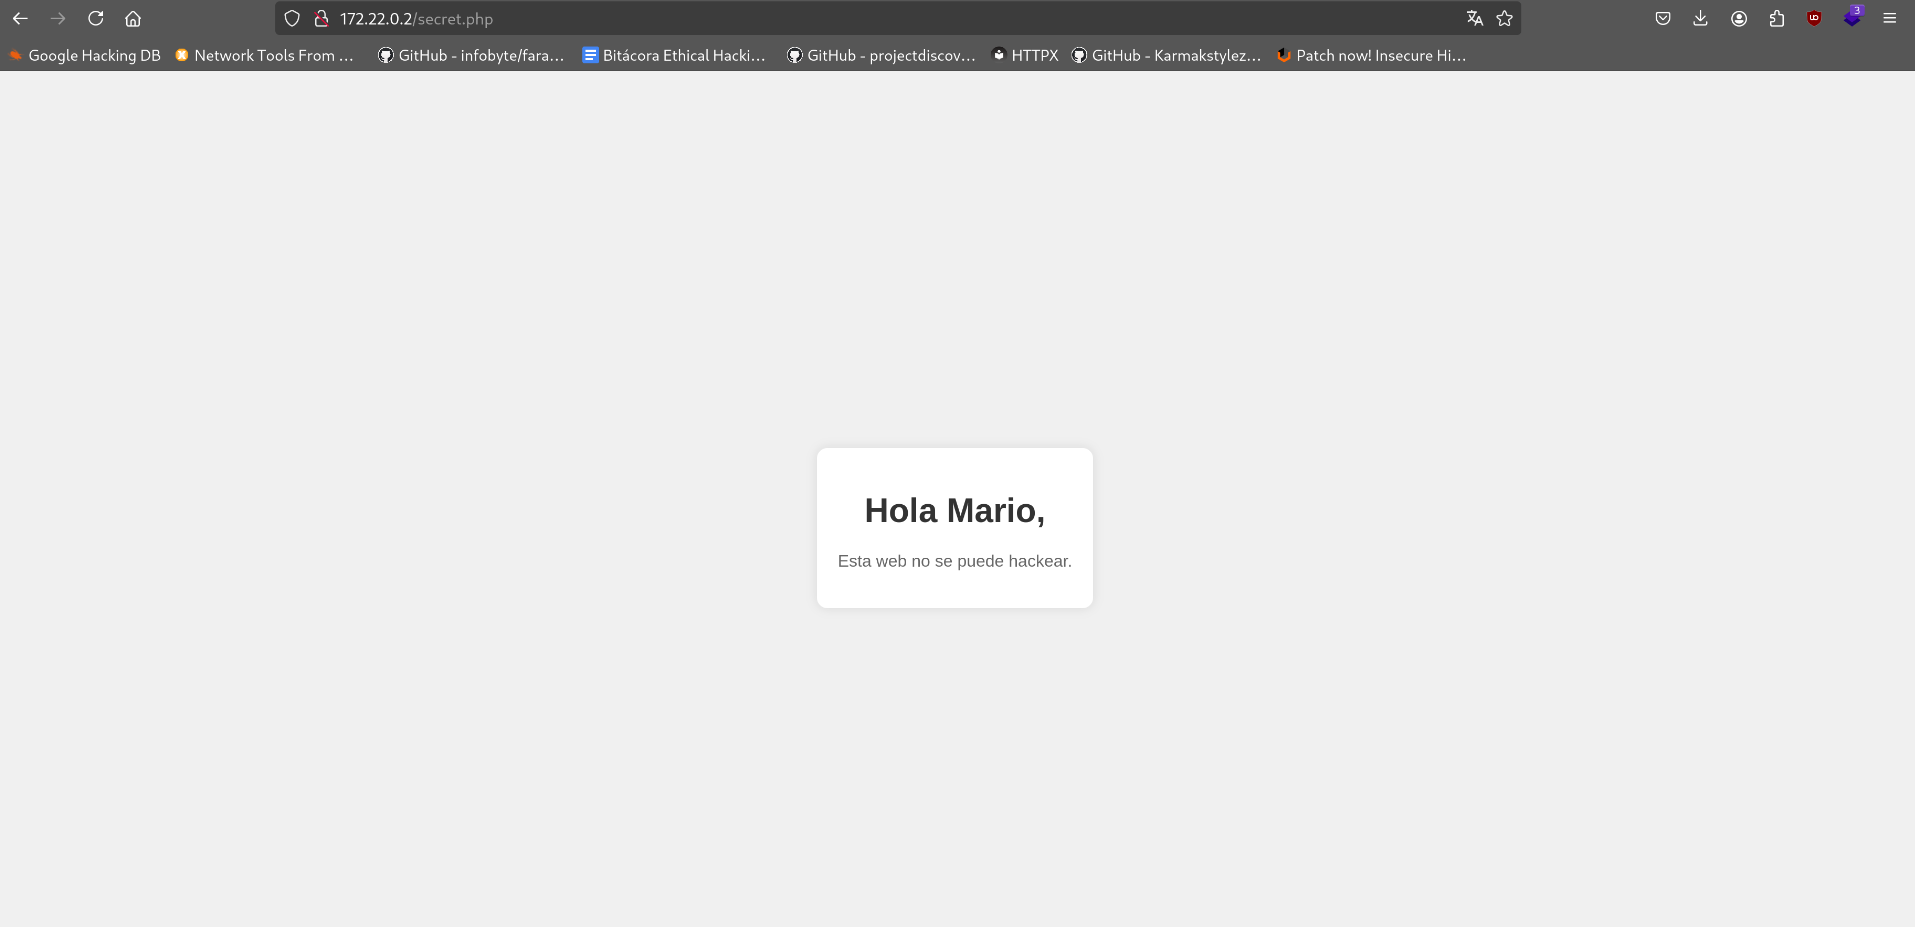 172.22.0.2/secret.php
3
Google Hacking DB Network Tools From ... GitHub - infobyte/fara... Bitácora Ethical Hacki... GitHub - projectdiscov... HTTPX GitHub - Karmakstylez... Patch now! Insecure Hi...
Hola Mario,
Esta web no se puede hackear.